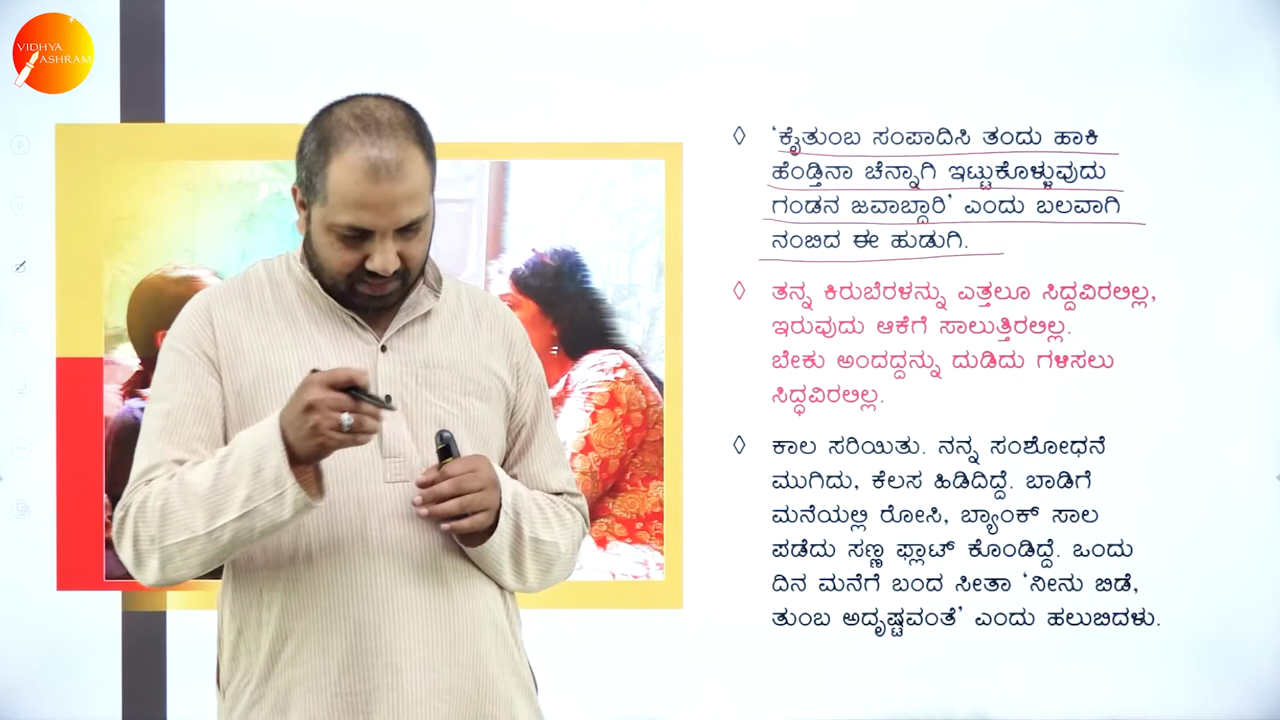 VIDHYA
ASHRAM
'ಕೈತುಂಬ ಸಂಪಾದಿಸಿ ತಂದು ಹಾಕಿ
ಹೆಂಡ್ತಿನಾ ಚೆನ್ನಾಗಿ ಇಟ್ಟುಕೊಳ್ಳುವುದು
ಗಂಡನ ಜವಾಬ್ದಾರಿ' ಎಂದು ಬಲವಾಗಿ
ನಂಬಿದ ಈ ಹುಡುಗಿ.
ತನ್ನ ಕಿರುಬೆರಳನ್ನು ಎತ್ತಲೂ ಸಿದ್ದವಿರಲಿಲ್ಲ,
ಇರುವುದು ಆಕೆಗೆ ಸಾಲುತ್ತಿರಲಿಲ್ಲ.
ಬೇಕು ಅಂದದ್ದನ್ನು ದುಡಿದು ಗಳಿಸಲು
ಸಿದ್ಧವಿರಲಿಲ್ಲ.
ಕಾಲ ಸರಿಯಿತು. ನನ್ನ ಸಂಶೋಧನೆ
ಮುಗಿದು, ಕೆಲಸ ಹಿಡಿದಿದ್ದೆ. ಬಾಡಿಗೆ
ಮನೆಯಲ್ಲಿ ರೋಸಿ, ಬ್ಯಾಂಕ್ ಸಾಲ
ಪಡೆದು ಸಣ್ಣ ಫ್ಲಾಟ್ ಕೊಂಡಿದ್ದೆ. ಒಂದು
ದಿನ ಮನೆಗೆ ಬಂದ ಸೀತಾ 'ನೀನು ಬಿಡೆ,
ತುಂಬ ಅದೃಷ್ಟವಂತೆ' ಎಂದು ಹಲುಬಿದಳು.